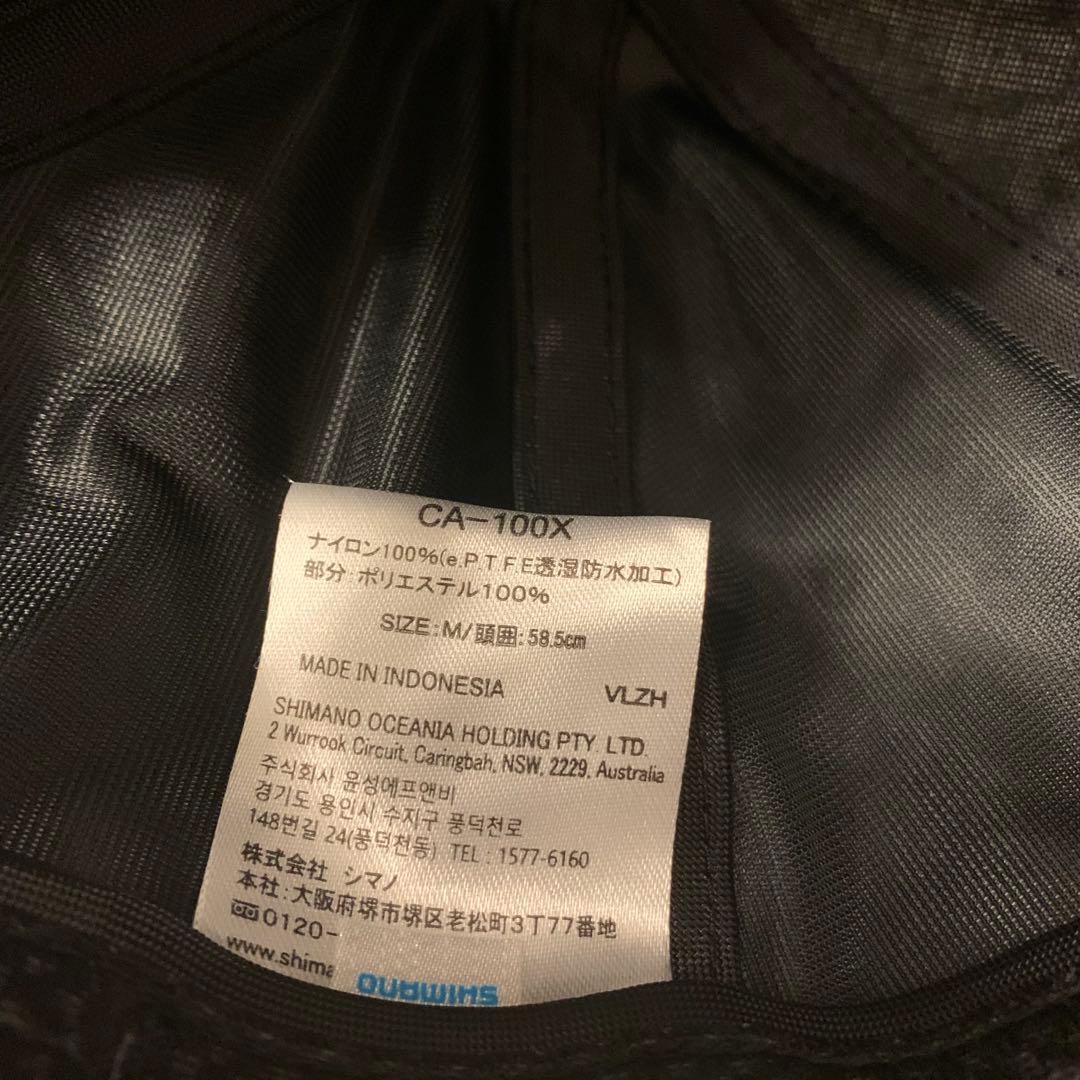 CA-100X
ナイロン100%(e.P.T.F.E透湿防水加工)
部分:ポリエステル100%
SIZE:M/頭囲:58.5cm
MADE IN INDONESIA VLZH
SHIMANO OCEANIA HOLDING PTY. LTD.
2 Wurrook Circuit, Caringbah, NSW, 2229, Australia
주식회사 윤성에프앤비
경기도 용인시 수지구 풍덕천로
148번길 24(풍덕천동) TEL : 1577-6160
株式会社 シマノ
本社:大阪府堺市堺区老松町3丁77番地
0120-
www.shima
SHIMANO